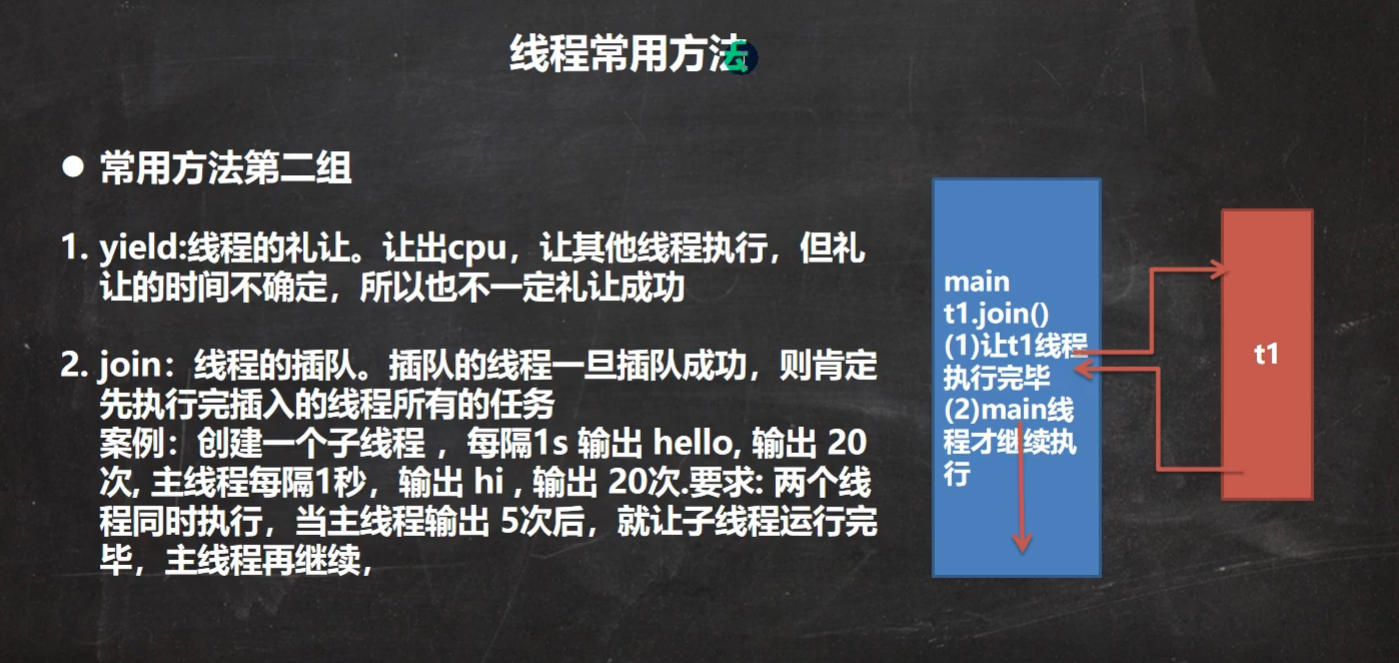 线程常用方法
● 常用方法第二组
1. yield:线程的礼让。让出cpu，让其他线程执行，但礼
让的时间不确定，所以也不一定礼让成功
2. join：线程的插队。插队的线程一旦插队成功，则肯定
先执行完插入的线程所有的任务
案例：创建一个子线程 ，每隔1s 输出 hello, 输出 20
次, 主线程每隔1秒，输出 hi , 输出 20次.要求: 两个线
程同时执行，当主线程输出 5次后，就让子线程运行完
毕，主线程再继续，
main
t1.join()
(1)让t1线程
执行完毕
(2)main线
程才继续执
行
t1